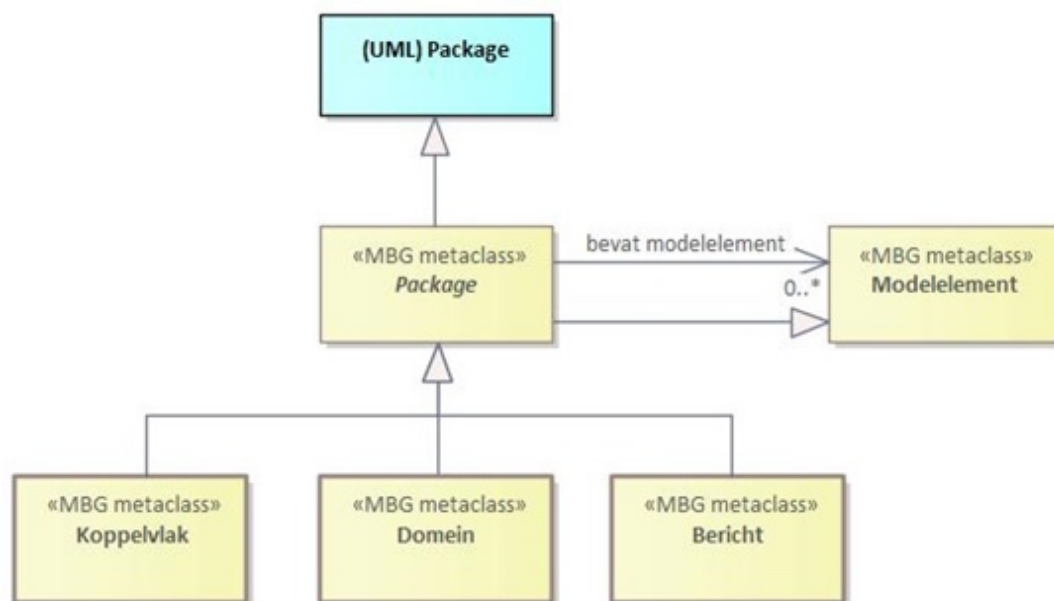 (UML) Package
«MBG metaclass»
Package
bevat modelelement
0..*
«MBG metaclass»
Modelelement
«MBG metaclass»
Koppelvlak
«MBG metaclass»
Domein
«MBG metaclass»
Bericht